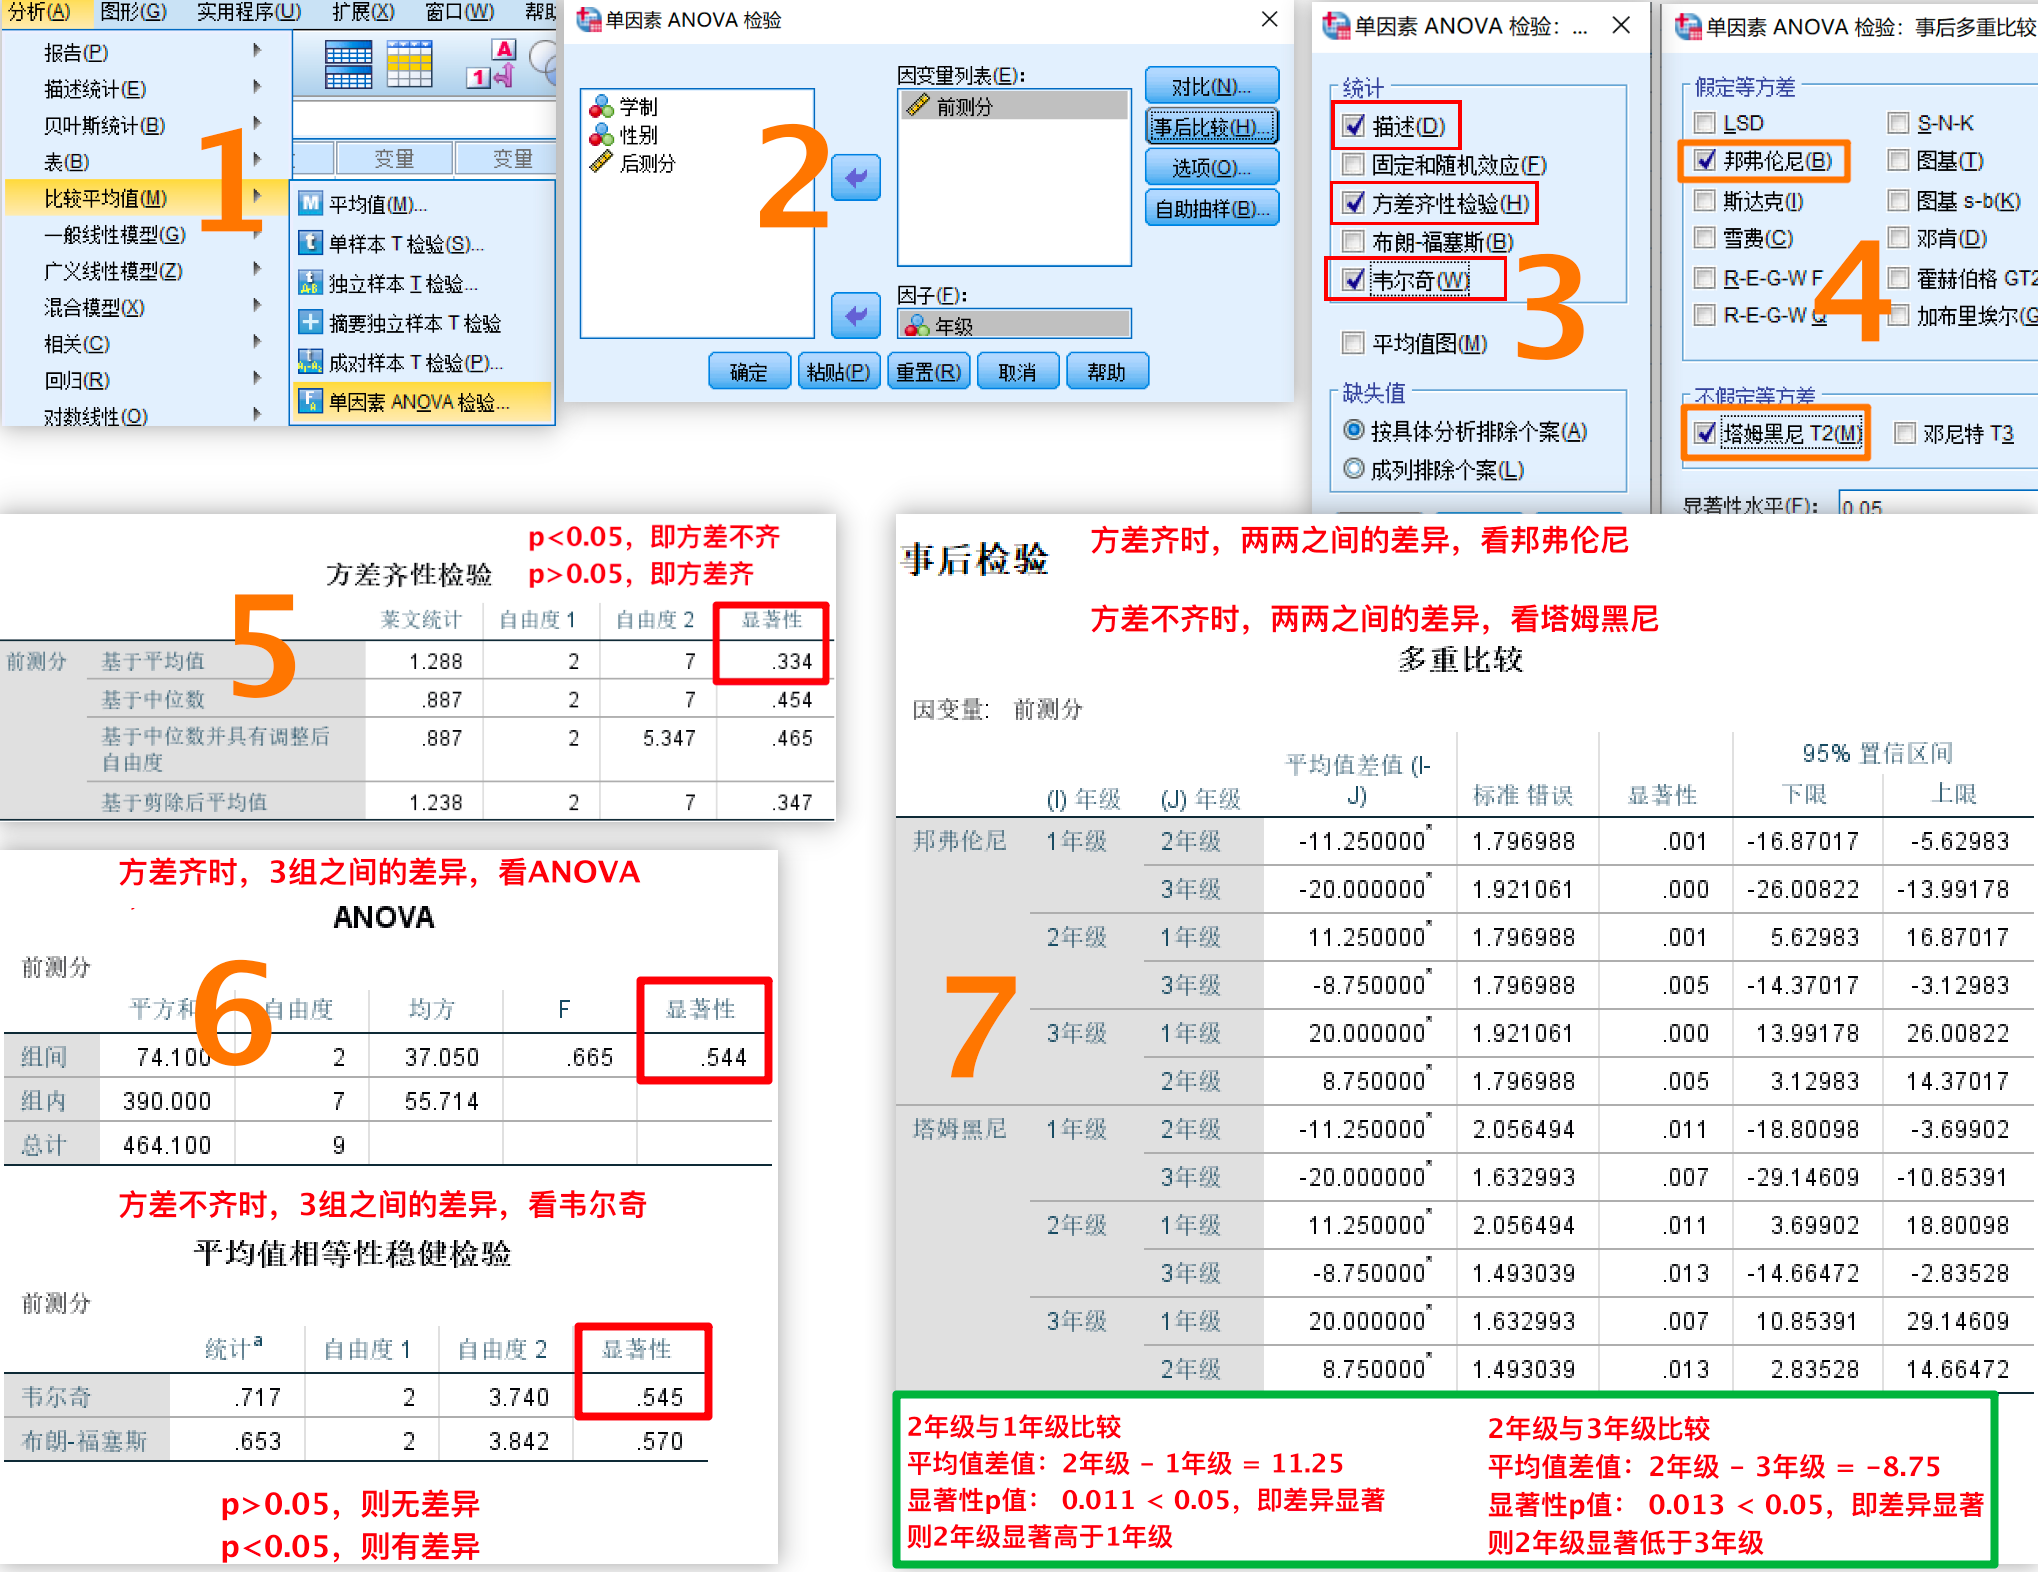 分析(A) 图形(G) 实用程序(U) 扩展(X) 窗口(W) 帮助
报告(P)
描述统计(E)
贝叶斯统计(B)
表(B)
比较平均值(M)
一般线性模型(G)
广义线性模型(Z)
混合模型(X)
相关(C)
回归(R)
对数线性(O)
1
变量 变量
平均值(M)...
单样本 T 检验(S)...
独立样本 T 检验...
摘要独立样本 T 检验
成对样本 T 检验(P)...
单因素 ANOVA 检验...
单因素 ANOVA 检验
学制
性别
后测分
2
因变量列表(E):
前测分
因子(F):
年级
对比(N)...
事后比较(H)...
选项(O)...
自助抽样(B)...
确定 粘贴(P) 重置(R) 取消 帮助
单因素 ANOVA 检验: ...
统计
描述(D)
固定和随机效应(F)
方差齐性检验(H)
布朗-福塞斯(B)
韦尔奇(W)
3
平均值图(M)
缺失值
按具体分析排除个案(A)
成列排除个案(L)
单因素 ANOVA 检验: 事后多重比较
假定等方差
LSD S-N-K
邦弗伦尼(B) 图基(T)
斯达克(I) 图基 s-b(K)
雪费(C) 邓肯(D)
R-E-G-W F 霍赫伯格 GT2
R-E-G-W Q 加布里埃尔(G
4
不假定等方差
塔姆黑尼 T2(M) 邓尼特 T3
显著性水平(F): 0.05
p<0.05，即方差不齐
p>0.05，即方差齐
方差齐性检验
5
莱文统计 自由度 1 自由度 2 显著性
前测分 基于平均值 1.288 2 7 .334
基于中位数 .887 2 7 .454
基于中位数并具有调整后自由度 .887 2 5.347 .465
基于剪除后平均值 1.238 2 7 .347
方差齐时，3组之间的差异，看ANOVA
ANOVA
前测分
6
平方和 自由度 均方 F 显著性
组间 74.100 2 37.050 .665 .544
组内 390.000 7 55.714
总计 464.100 9
方差不齐时，3组之间的差异，看韦尔奇
平均值相等性稳健检验
前测分
统计a 自由度 1 自由度 2 显著性
韦尔奇 .717 2 3.740 .545
布朗-福塞斯 .653 2 3.842 .570
p>0.05，则无差异
p<0.05，则有差异
事后检验
方差齐时，两两之间的差异，看邦弗伦尼
方差不齐时，两两之间的差异，看塔姆黑尼
多重比较
因变量: 前测分
7
95% 置信区间
(I) 年级 (J) 年级 平均值差值 (I-J) 标准 错误 显著性 下限 上限
邦弗伦尼 1年级 2年级 -11.250000* 1.796988 .001 -16.87017 -5.62983
3年级 -20.000000* 1.921061 .000 -26.00822 -13.99178
2年级 1年级 11.250000* 1.796988 .001 5.62983 16.87017
3年级 -8.750000* 1.796988 .005 -14.37017 -3.12983
3年级 1年级 20.000000* 1.921061 .000 13.99178 26.00822
2年级 8.750000* 1.796988 .005 3.12983 14.37017
塔姆黑尼 1年级 2年级 -11.250000* 2.056494 .011 -18.80098 -3.69902
3年级 -20.000000* 1.632993 .007 -29.14609 -10.85391
2年级 1年级 11.250000* 2.056494 .011 3.69902 18.80098
3年级 -8.750000* 1.493039 .013 -14.66472 -2.83528
3年级 1年级 20.000000* 1.632993 .007 10.85391 29.14609
2年级 8.750000* 1.493039 .013 2.83528 14.66472
2年级与1年级比较
平均值差值：2年级 - 1年级 = 11.25
显著性p值： 0.011 < 0.05，即差异显著
则2年级显著高于1年级
2年级与3年级比较
平均值差值：2年级 - 3年级 = -8.75
显著性p值： 0.013 < 0.05，即差异显著
则2年级显著低于3年级